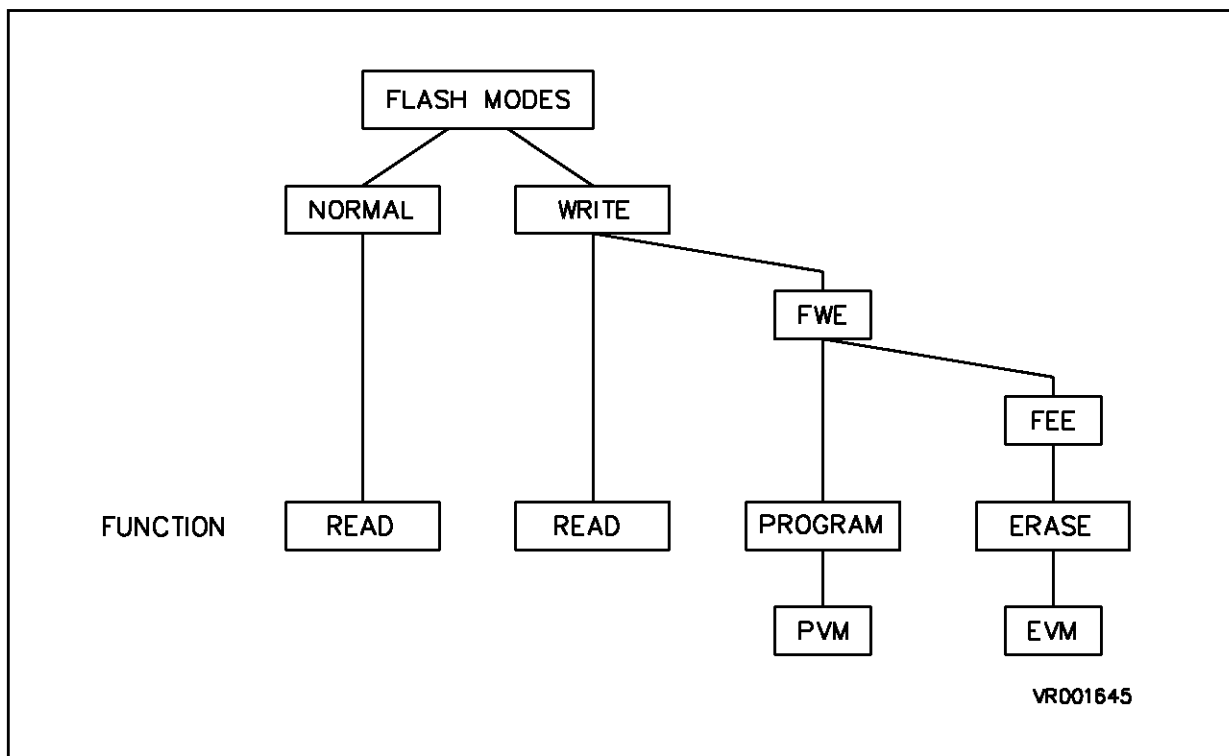 FLASH MODES
NORMAL WRITE
FWE
FEE
FUNCTION READ READ PROGRAM ERASE
PVM EVM
VR001645